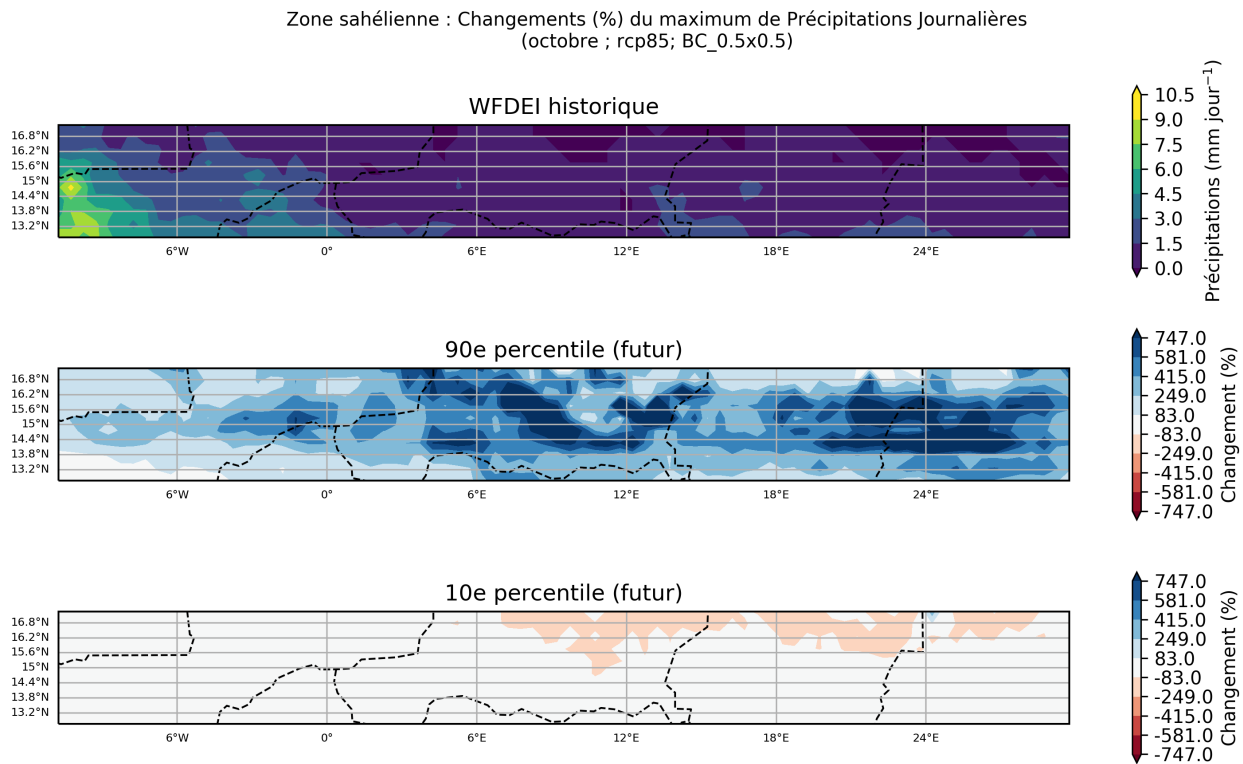 Zone sahélienne : Changements (%) du maximum de Précipitations Journalières
(octobre ; rcp85; BC_0.5x0.5)
WFDEI historique
16.8°N
16.2°N
15.6°N
15°N
14.4°N
13.8°N
13.2°N
6°W 0° 6°E 12°E 18°E 24°E
10.5
9.0
7.5
6.0
4.5
3.0
1.5
0.0
Précipitations (mm jour⁻¹)
90e percentile (futur)
16.8°N
16.2°N
15.6°N
15°N
14.4°N
13.8°N
13.2°N
6°W 0° 6°E 12°E 18°E 24°E
747.0
581.0
415.0
249.0
83.0
-83.0
-249.0
-415.0
-581.0
-747.0
Changement (%)
10e percentile (futur)
16.8°N
16.2°N
15.6°N
15°N
14.4°N
13.8°N
13.2°N
6°W 0° 6°E 12°E 18°E 24°E
747.0
581.0
415.0
249.0
83.0
-83.0
-249.0
-415.0
-581.0
-747.0
Changement (%)